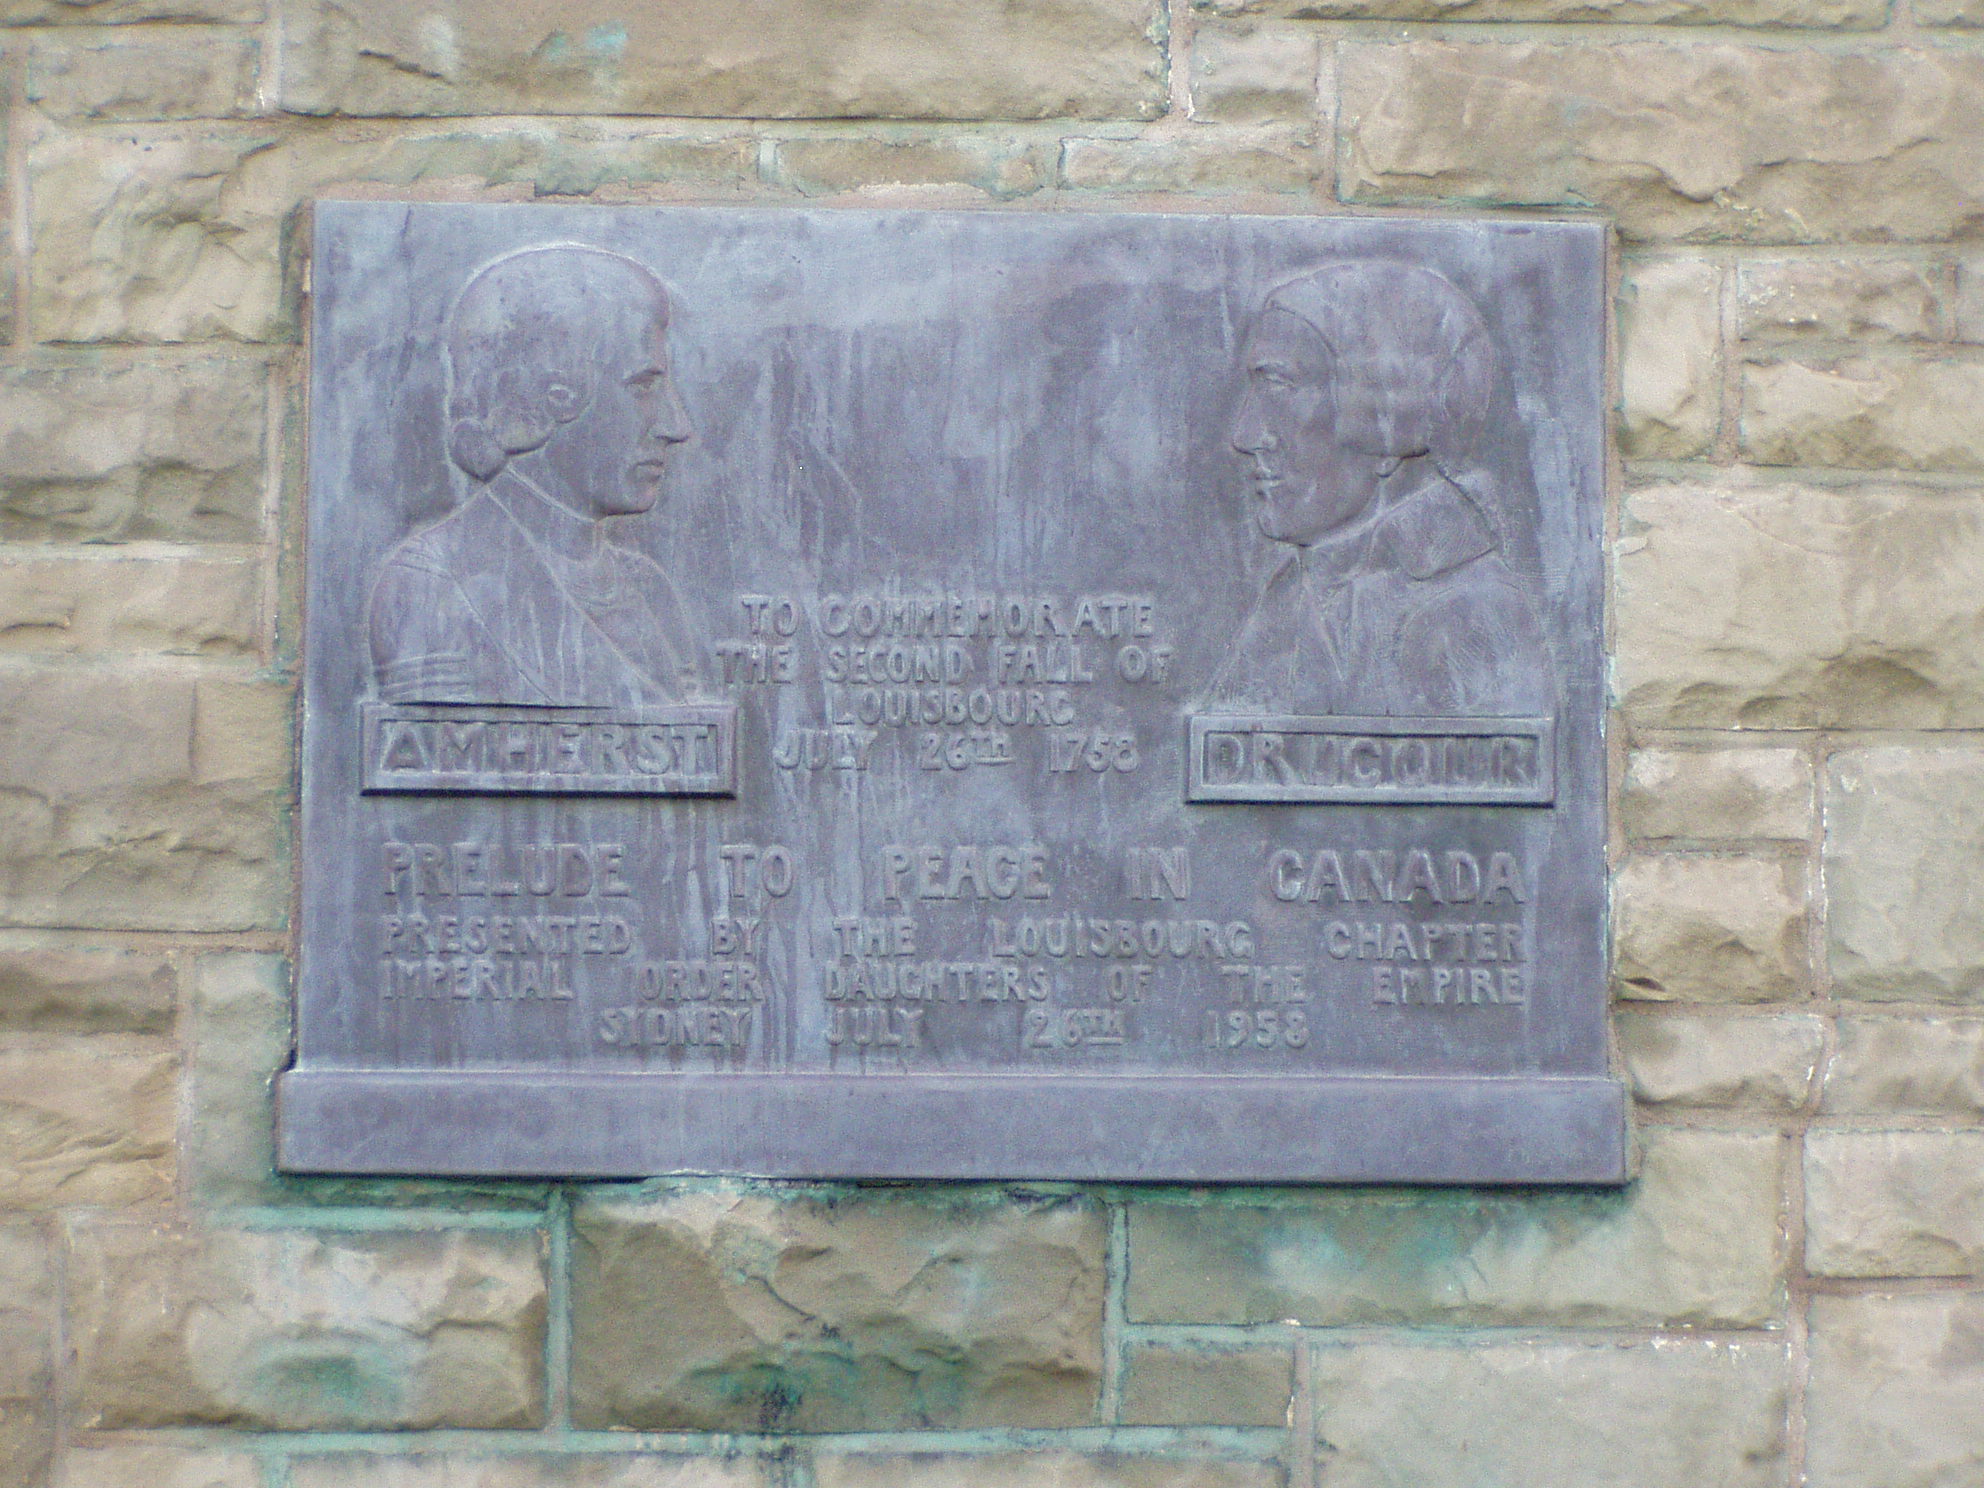 TO COMMEMORATE
THE SECOND FALL OF
LOUISBOURG
JULY 26TH 1758
AMHERST
DRUCOUR
PRELUDE TO PEACE IN CANADA
PRESENTED BY THE LOUISBOURG CHAPTER
IMPERIAL ORDER DAUGHTERS OF THE EMPIRE
SYDNEY JULY 26TH 1958